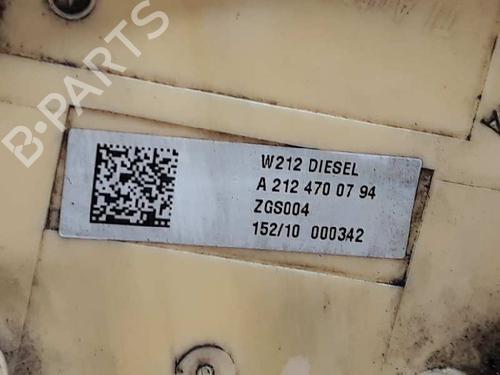 B-PARTS
W212 DIESEL
A 212 470 07 94
ZGS004
152/10 000342